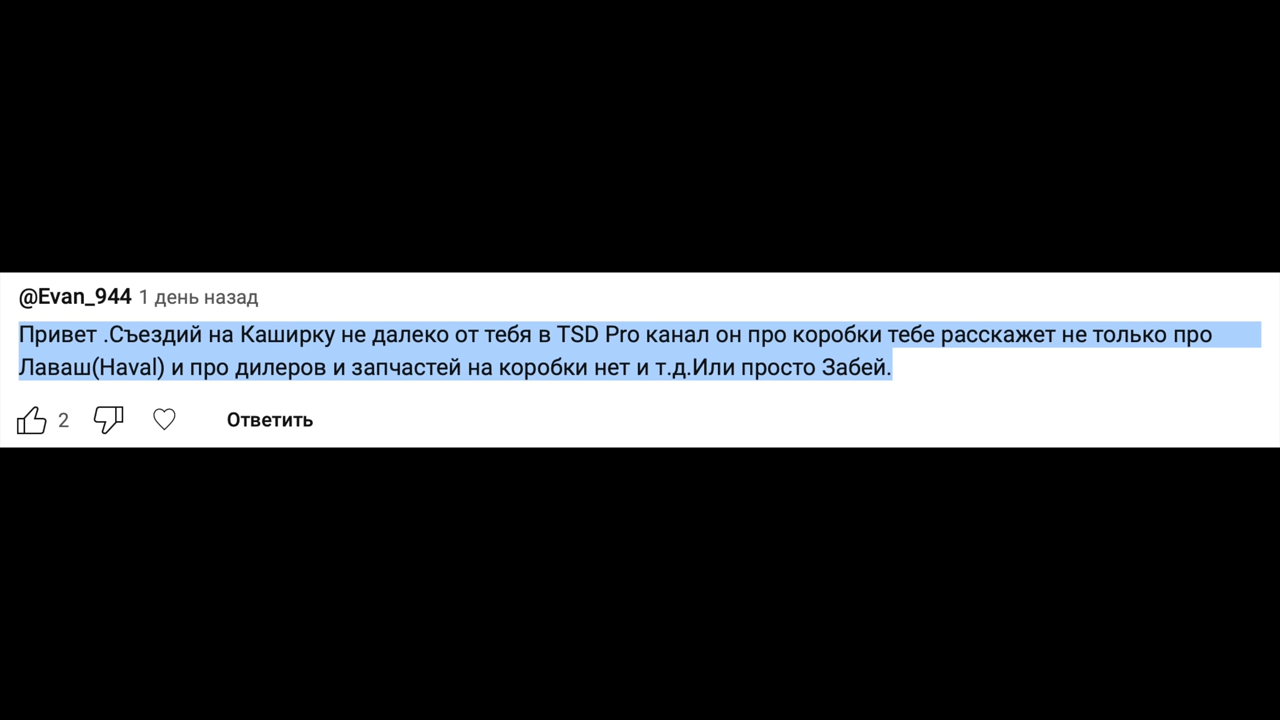 @Evan_944 1 день назад
Привет .Съездий на Каширку не далеко от тебя в TSD Pro канал он про коробки тебе расскажет не только про
Лаваш(Haval) и про дилеров и запчастей на коробки нет и т.д.Или просто Забей.
2 Ответить